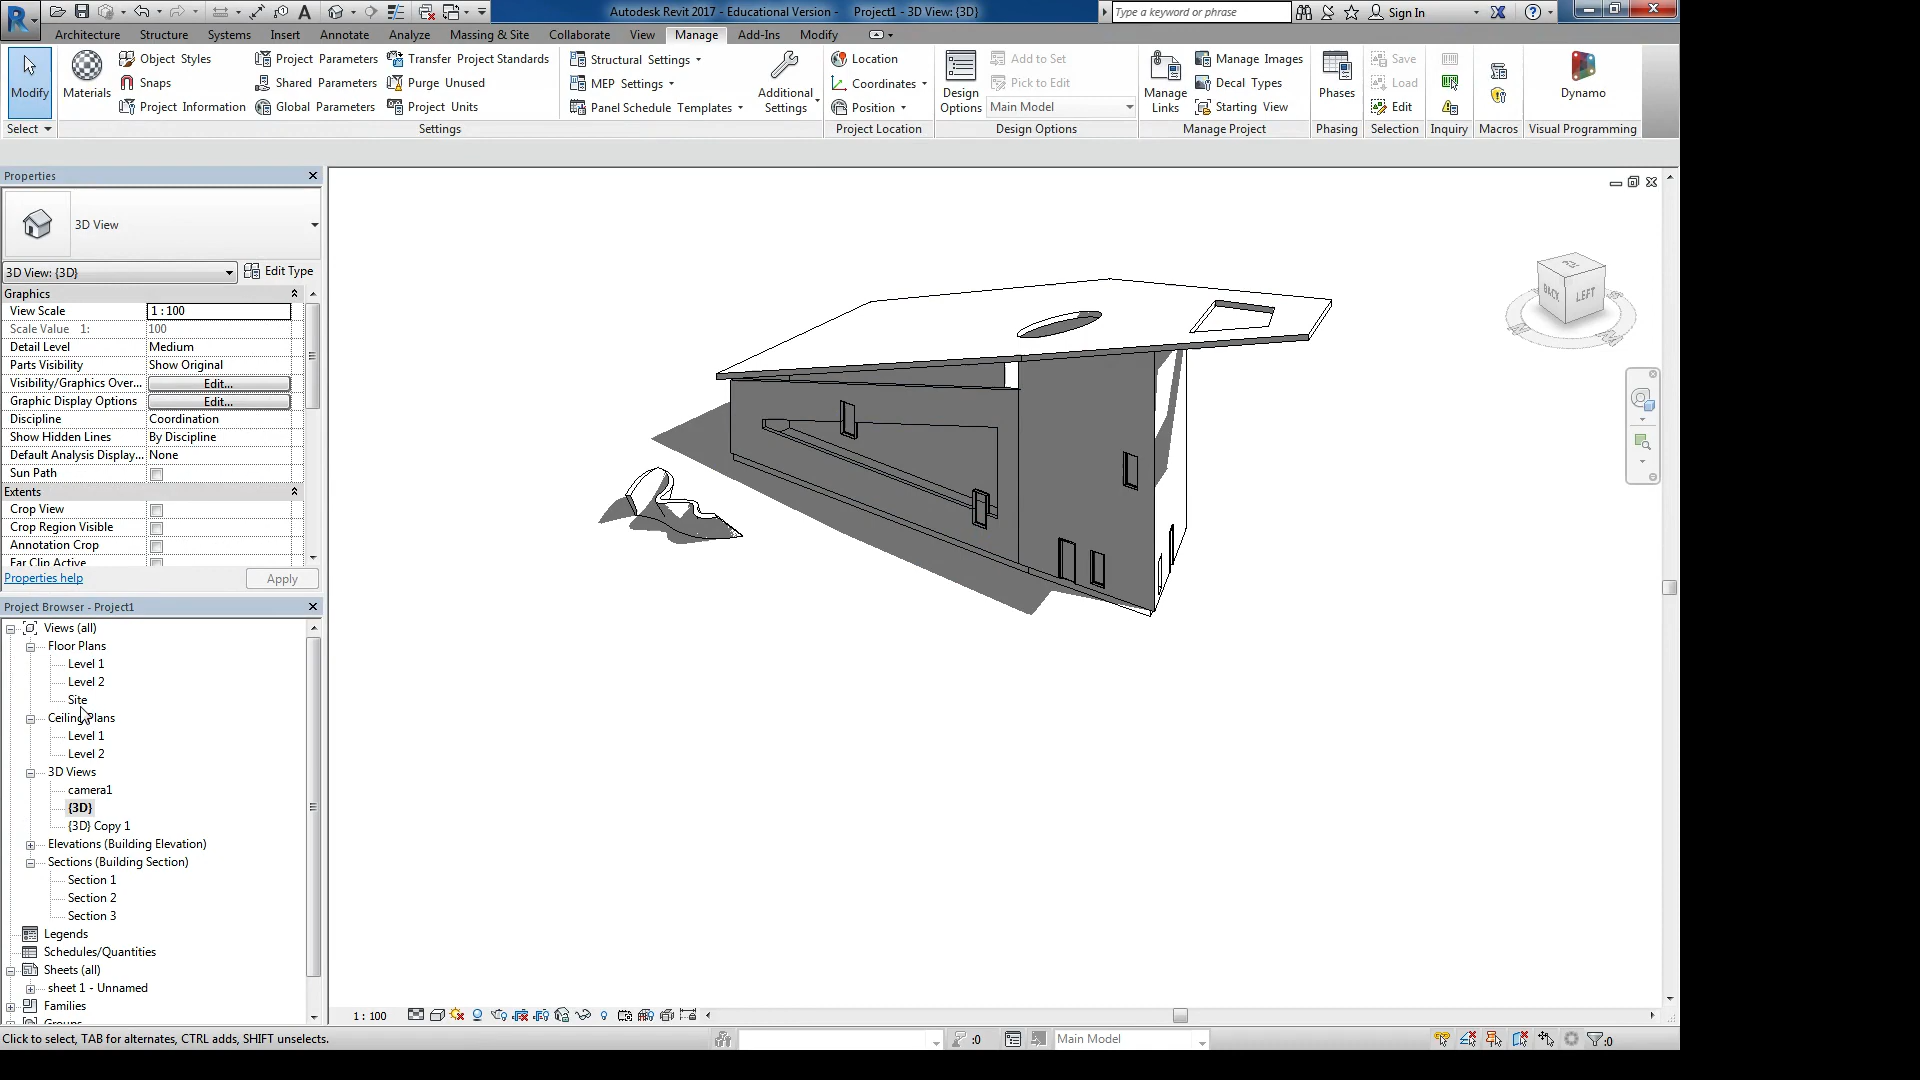 Autodesk Revit 2017 - Educational Version -    Project1 - 3D View: {3D}
Type a keyword or phrase
Sign In
Architecture Structure Systems Insert Annotate Analyze Massing & Site Collaborate View Manage Add-Ins Modify
Modify
Materials
Object Styles
Snaps
Project Information
Project Parameters
Shared Parameters
Global Parameters
Transfer Project Standards
Purge Unused
Project Units
Structural Settings
MEP Settings
Panel Schedule Templates
Additional
Settings
Location
Coordinates
Position
Design
Options
Add to Set
Pick to Edit
Main Model
Manage
Links
Manage Images
Decal Types
Starting View
Phases
Save
Load
Edit
Dynamo
Select
Settings
Project Location
Design Options
Manage Project
Phasing
Selection
Inquiry
Macros
Visual Programming
Properties
3D View
3D View: {3D}
Edit Type
Graphics
View Scale 1 : 100
Scale Value 1: 100
Detail Level Medium
Parts Visibility Show Original
Visibility/Graphics Over... Edit...
Graphic Display Options Edit...
Discipline Coordination
Show Hidden Lines By Discipline
Default Analysis Display... None
Sun Path
Extents
Crop View
Crop Region Visible
Annotation Crop
Far Clip Active
Properties help
Apply
Project Browser - Project1
Views (all)
Floor Plans
Level 1
Level 2
Site
Ceiling Plans
Level 1
Level 2
3D Views
camera1
{3D}
{3D} Copy 1
Elevations (Building Elevation)
Sections (Building Section)
Section 1
Section 2
Section 3
Legends
Schedules/Quantities
Sheets (all)
sheet 1 - Unnamed
Families
Groups
BACK
LEFT
1 : 100
Click to select, TAB for alternates, CTRL adds, SHIFT unselects.
:0
Main Model
:0